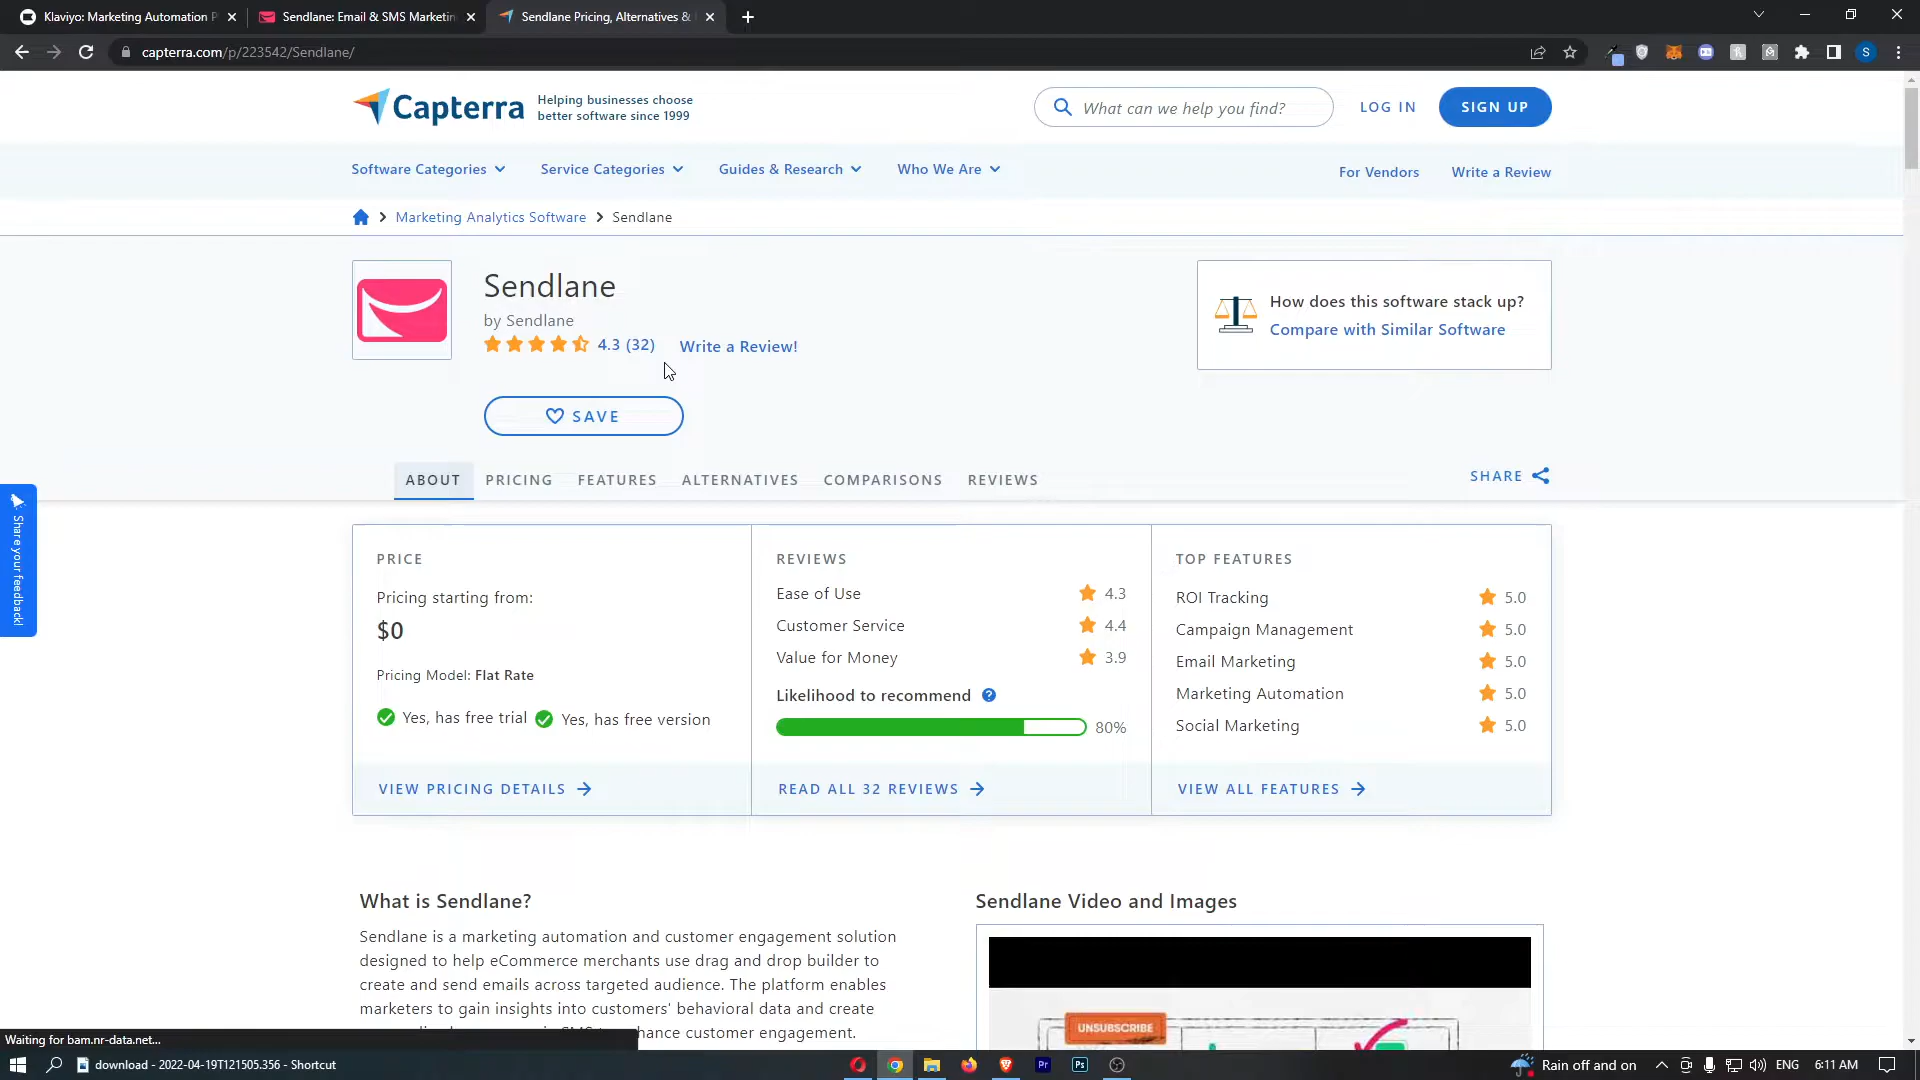 Klaviyo: Marketing Automation P
Sendlane: Email & SMS Marketin
Sendlane Pricing, Alternatives &
capterra.com/p/223542/Sendlane/
S
Capterra
Helping businesses choose
better software since 1999
What can we help you find?
LOG IN
SIGN UP
Software Categories
Service Categories
Guides & Research
Who We Are
For Vendors
Write a Review
Marketing Analytics Software
Sendlane
Sendlane
by Sendlane
4.3 (32)
Write a Review!
How does this software stack up?
Compare with Similar Software
SAVE
ABOUT
PRICING
FEATURES
ALTERNATIVES
COMPARISONS
REVIEWS
SHARE
Share your feedback!
PRICE
Pricing starting from:
$0
Pricing Model: Flat Rate
Yes, has free trial
Yes, has free version
VIEW PRICING DETAILS
REVIEWS
Ease of Use 4.3
Customer Service 4.4
Value for Money 3.9
Likelihood to recommend
80%
READ ALL 32 REVIEWS
TOP FEATURES
ROI Tracking 5.0
Campaign Management 5.0
Email Marketing 5.0
Marketing Automation 5.0
Social Marketing 5.0
VIEW ALL FEATURES
What is Sendlane?
Sendlane is a marketing automation and customer engagement solution
designed to help eCommerce merchants use drag and drop builder to
create and send emails across targeted audience. The platform enables
marketers to gain insights into customers' behavioral data and create
hance customer engagement.
Sendlane Video and Images
UNSUBSCRIBE
Waiting for bam.nr-data.net...
download - 2022-04-19T121505.356 - Shortcut
Pr
Ps
Rain off and on
ENG
6:11 AM